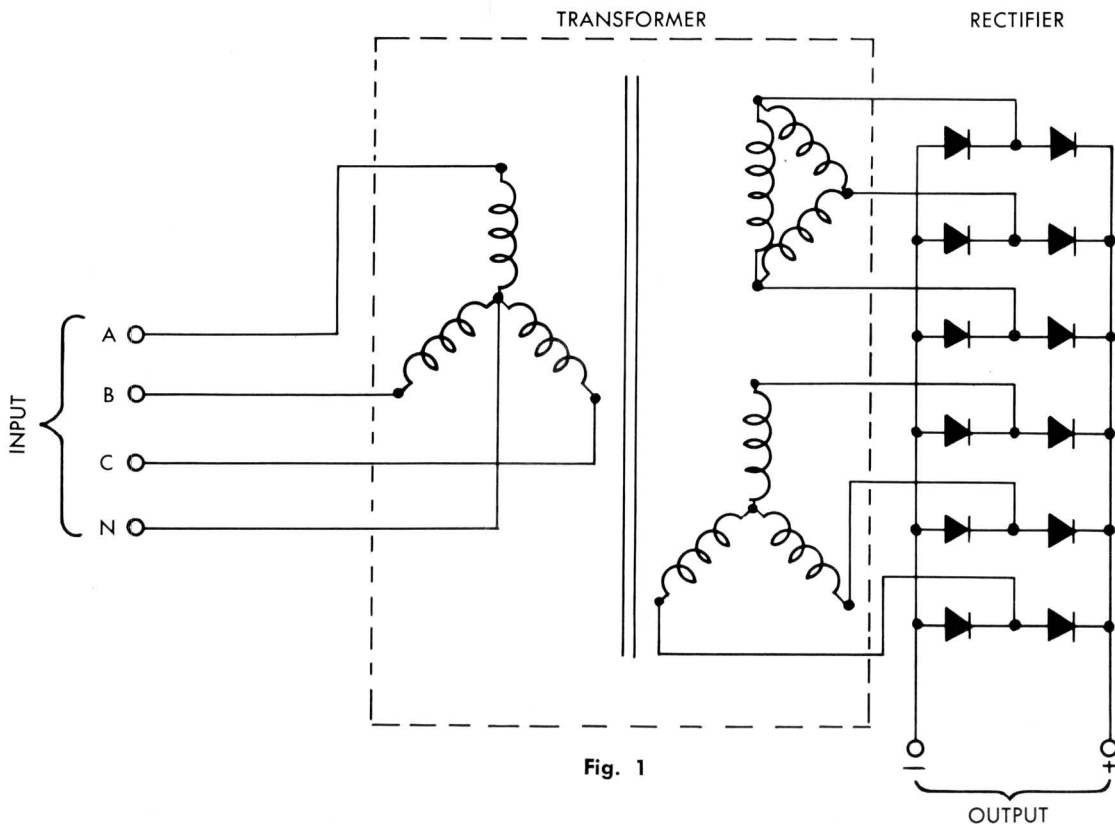 TRANSFORMER
RECTIFIER
INPUT
A
B
C
N
Fig. 1
−
+
OUTPUT